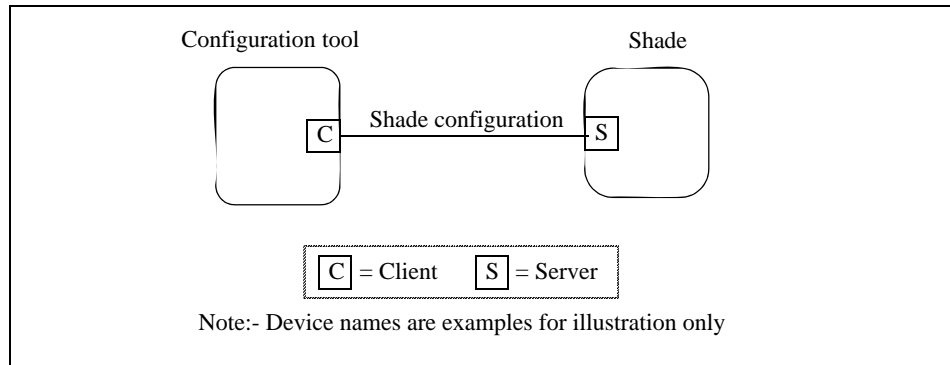 Configuration tool
Shade
C
Shade configuration
S
C = Client S = Server
Note:- Device names are examples for illustration only